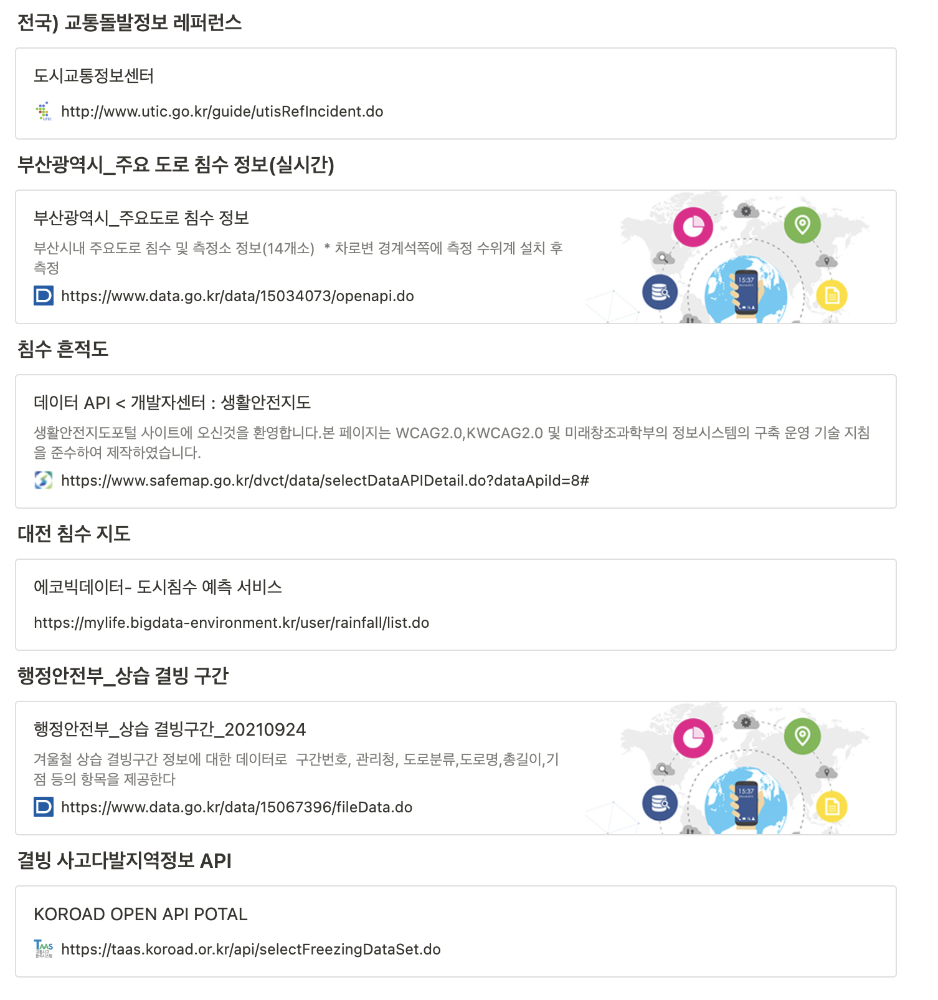 전국) 교통돌발정보 레퍼런스
도시교통정보센터
UTIC
http://www.utic.go.kr/guide/utisRefIncident.do
부산광역시_주요 도로 침수 정보(실시간)
부산광역시_주요도로 침수 정보
부산시내 주요도로 침수 및 측정소 정보(14개소)  * 차로변 경계석쪽에 측정 수위계 설치 후
측정
https://www.data.go.kr/data/15034073/openapi.do
15:37
침수 흔적도
데이터 API < 개발자센터 : 생활안전지도
생활안전지도포털 사이트에 오신것을 환영합니다.본 페이지는 WCAG2.0,KWCAG2.0 및 미래창조과학부의 정보시스템의 구축 운영 기술 지침
을 준수하여 제작하였습니다.
https://www.safemap.go.kr/dvct/data/selectDataAPIDetail.do?dataApiId=8#
대전 침수 지도
에코빅데이터- 도시침수 예측 서비스
https://mylife.bigdata-environment.kr/user/rainfall/list.do
행정안전부_상습 결빙 구간
행정안전부_상습 결빙구간_20210924
겨울철 상습 결빙구간 정보에 대한 데이터로  구간번호, 관리청, 도로분류,도로명,총길이,기
점 등의 항목을 제공한다
https://www.data.go.kr/data/15067396/fileData.do
15:37
결빙 사고다발지역정보 API
KOROAD OPEN API POTAL
TAAS
교통사고
분석시스템
https://taas.koroad.or.kr/api/selectFreezingDataSet.do